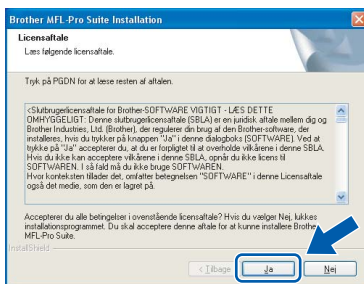 Brother MFL-Pro Suite Installation
Licensaftale
Læs følgende licensaftale.
Tryk på PGDN for at læse resten af aftalen.
<Slutbrugerlicensaftale for Brother-SOFTWARE VIGTIGT - LÆS DETTE
OMHYGGELIGT: Denne slutbrugerlicensaftale (SBLA) er en juridisk aftale mellem dig og
Brother Industries, Ltd. (Brother), der regulerer din brug af den Brother-software, der
installeres, hvis du trykker på knappen "Ja" i denne dialogboks (SOFTWARE). Ved at
trykke på "Ja" accepterer du, at du er forpligtet til at overholde vilkårene i denne SBLA.
Hvis du ikke kan acceptere vilkårene i denne SBLA, opnår du ikke licens til
SOFTWAREN. I så fald må du ikke bruge SOFTWAREN.
Hvor konteksten tillader det, omfatter betegnelsen "SOFTWARE" i denne Licensaftale
også det medie, som den er lagret på.
Accepterer du alle betingelser i ovenstående licensaftale? Hvis du vælger Nej, lukkes
installationsprogrammet. Du skal acceptere denne aftale for at kunne installere Brother
MFL-Pro Suite.
InstallShield
< Tilbage
Ja
Nej